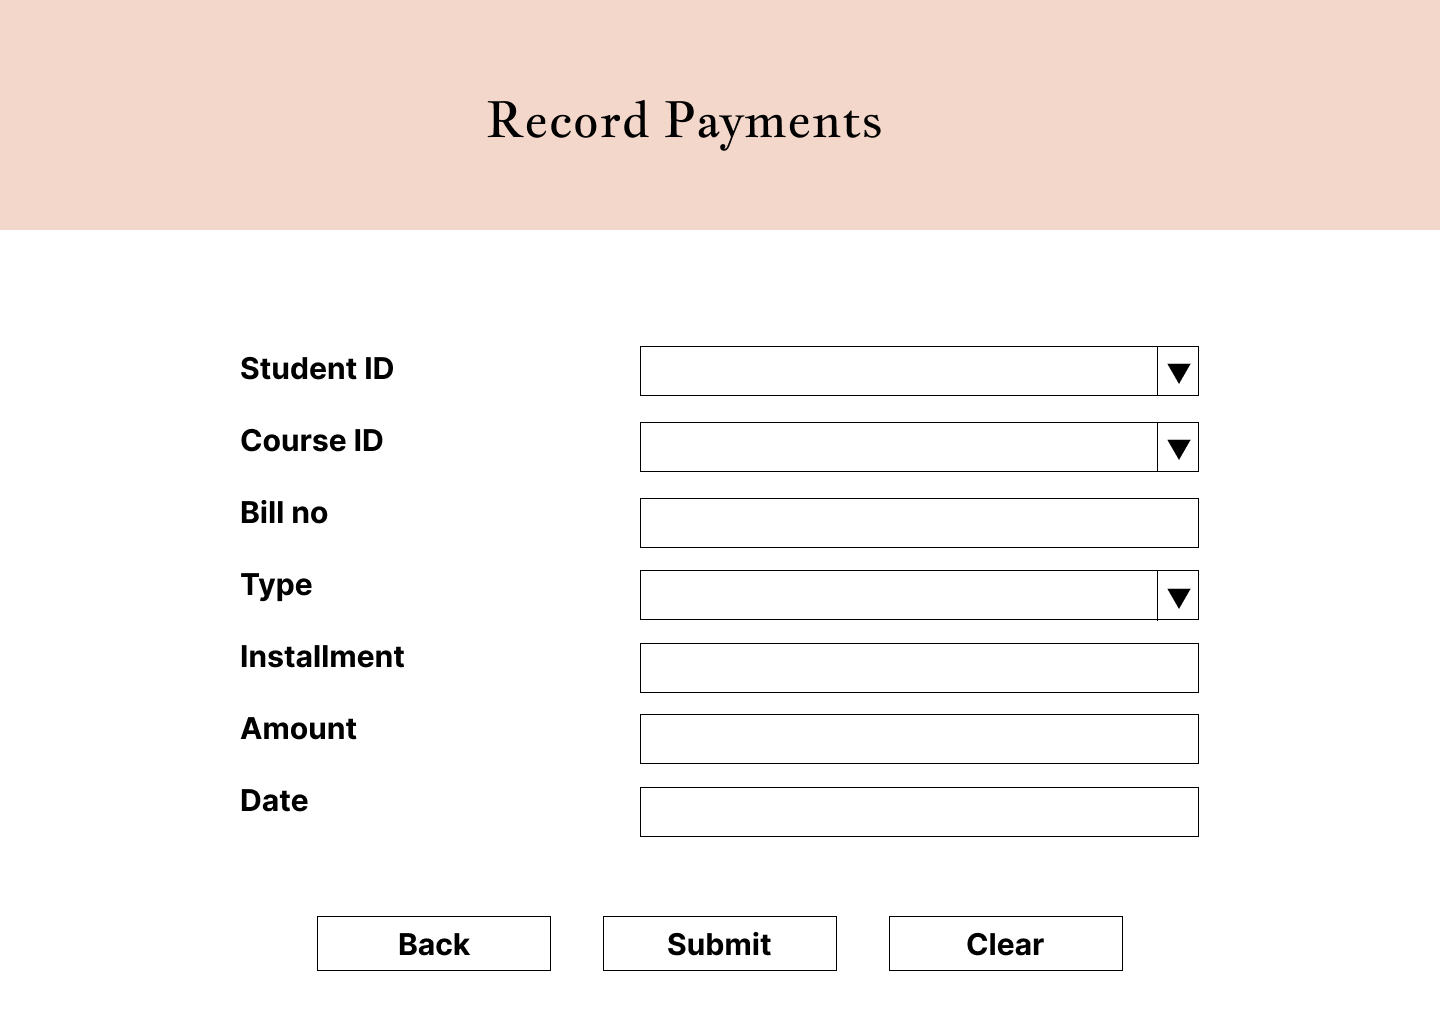 Record Payments
Student ID
Course ID
Bill no
Type
Installment
Amount
Date
Back Submit Clear